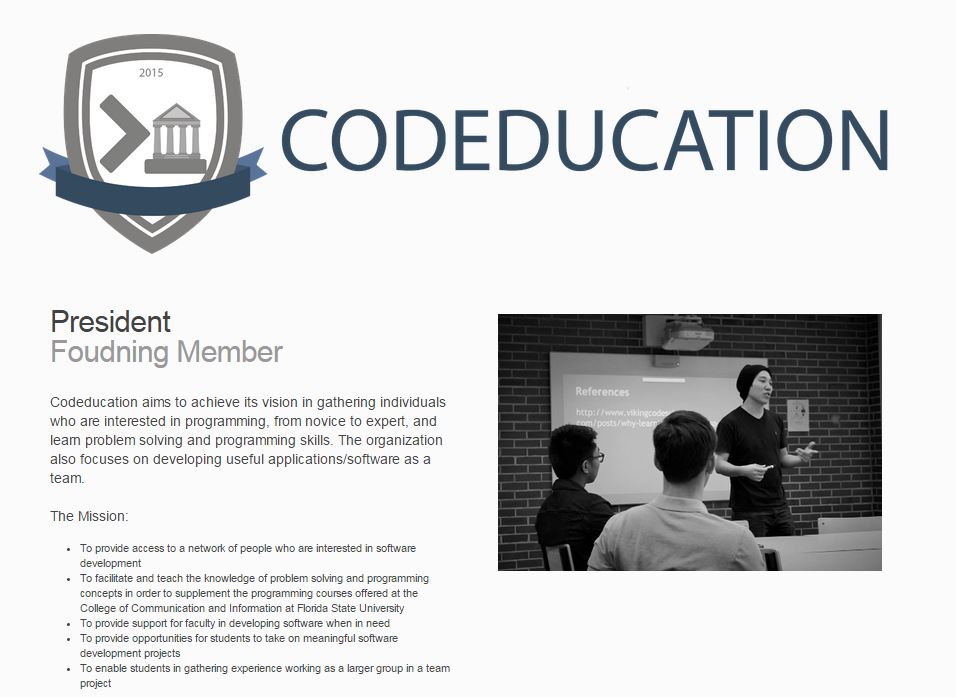 2015
CODEDUCATION
President
Foudning Member
Codeducation aims to achieve its vision in gathering individuals
who are interested in programming, from novice to expert, and
learn problem solving and programming skills. The organization
also focuses on developing useful applications/software as a
team.
The Mission:
• To provide access to a network of people who are interested in software
development
• To facilitate and teach the knowledge of problem solving and programming
concepts in order to supplement the programming courses offered at the
College of Communication and Information at Florida State University
• To provide support for faculty in developing software when in need
• To provide opportunities for students to take on meaningful software
development projects
• To enable students in gathering experience working as a larger group in a team
project
References
http://www.vikingcodes
com/posts/why-learn